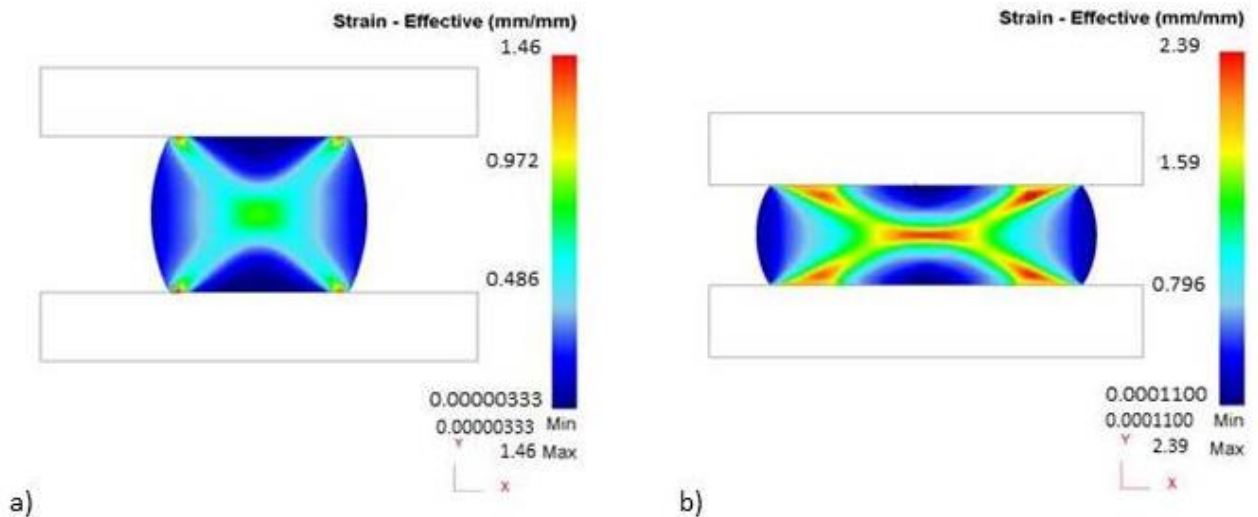 Strain - Effective (mm/mm)
1.46
0.972
0.486
0.00000333
0.00000333 Min
1.46 Max
Y
X
a)
Strain - Effective (mm/mm)
2.39
1.59
0.796
0.0001100
0.0001100 Min
2.39 Max
Y
X
b)